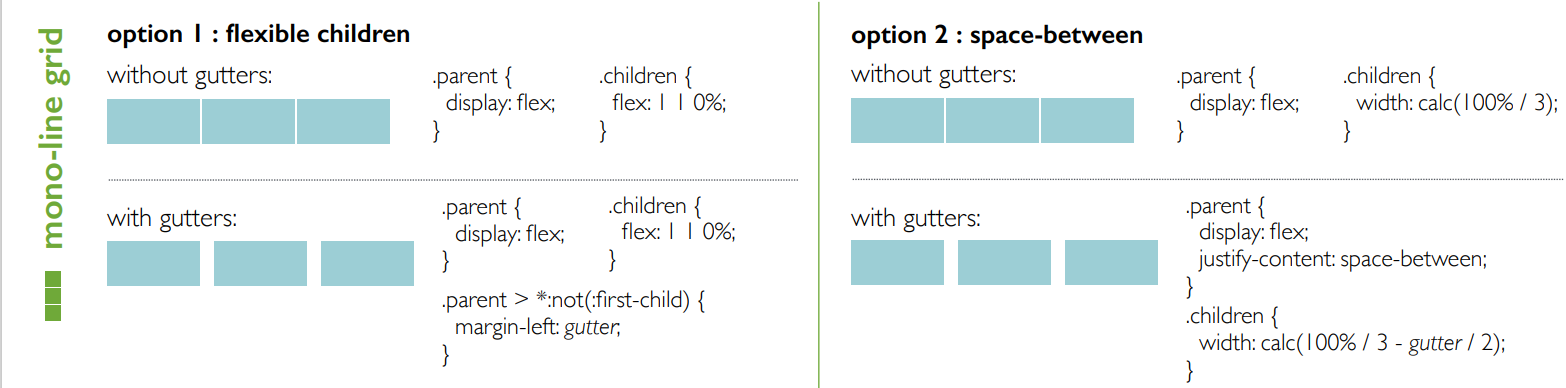 mono-line grid
option 1 : flexible children
without gutters:
.parent {
display: flex;
}
.children {
flex: 1 1 0%;
}
with gutters:
.parent {
display: flex;
}
.children {
flex: 1 1 0%;
}
.parent > *:not(:first-child) {
margin-left: gutter;
}
option 2 : space-between
without gutters:
.parent {
display: flex;
}
.children {
width: calc(100% / 3);
}
with gutters:
.parent {
display: flex;
justify-content: space-between;
}
.children {
width: calc(100% / 3 - gutter / 2);
}